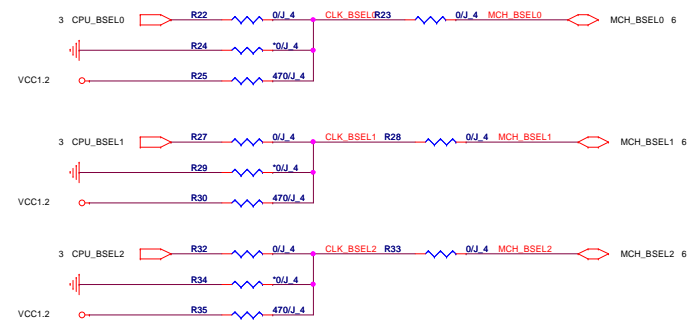 3 CPU_BSEL0 R22 0/J_4 CLK_BSEL0 R23 0/J_4 MCH_BSEL0 MCH_BSEL0 6
R24 *0/J_4
VCC1.2 R25 470/J_4
3 CPU_BSEL1 R27 0/J_4 CLK_BSEL1 R28 0/J_4 MCH_BSEL1 MCH_BSEL1 6
R29 *0/J_4
VCC1.2 R30 470/J_4
3 CPU_BSEL2 R32 0/J_4 CLK_BSEL2 R33 0/J_4 MCH_BSEL2 MCH_BSEL2 6
R34 *0/J_4
VCC1.2 R35 470/J_4